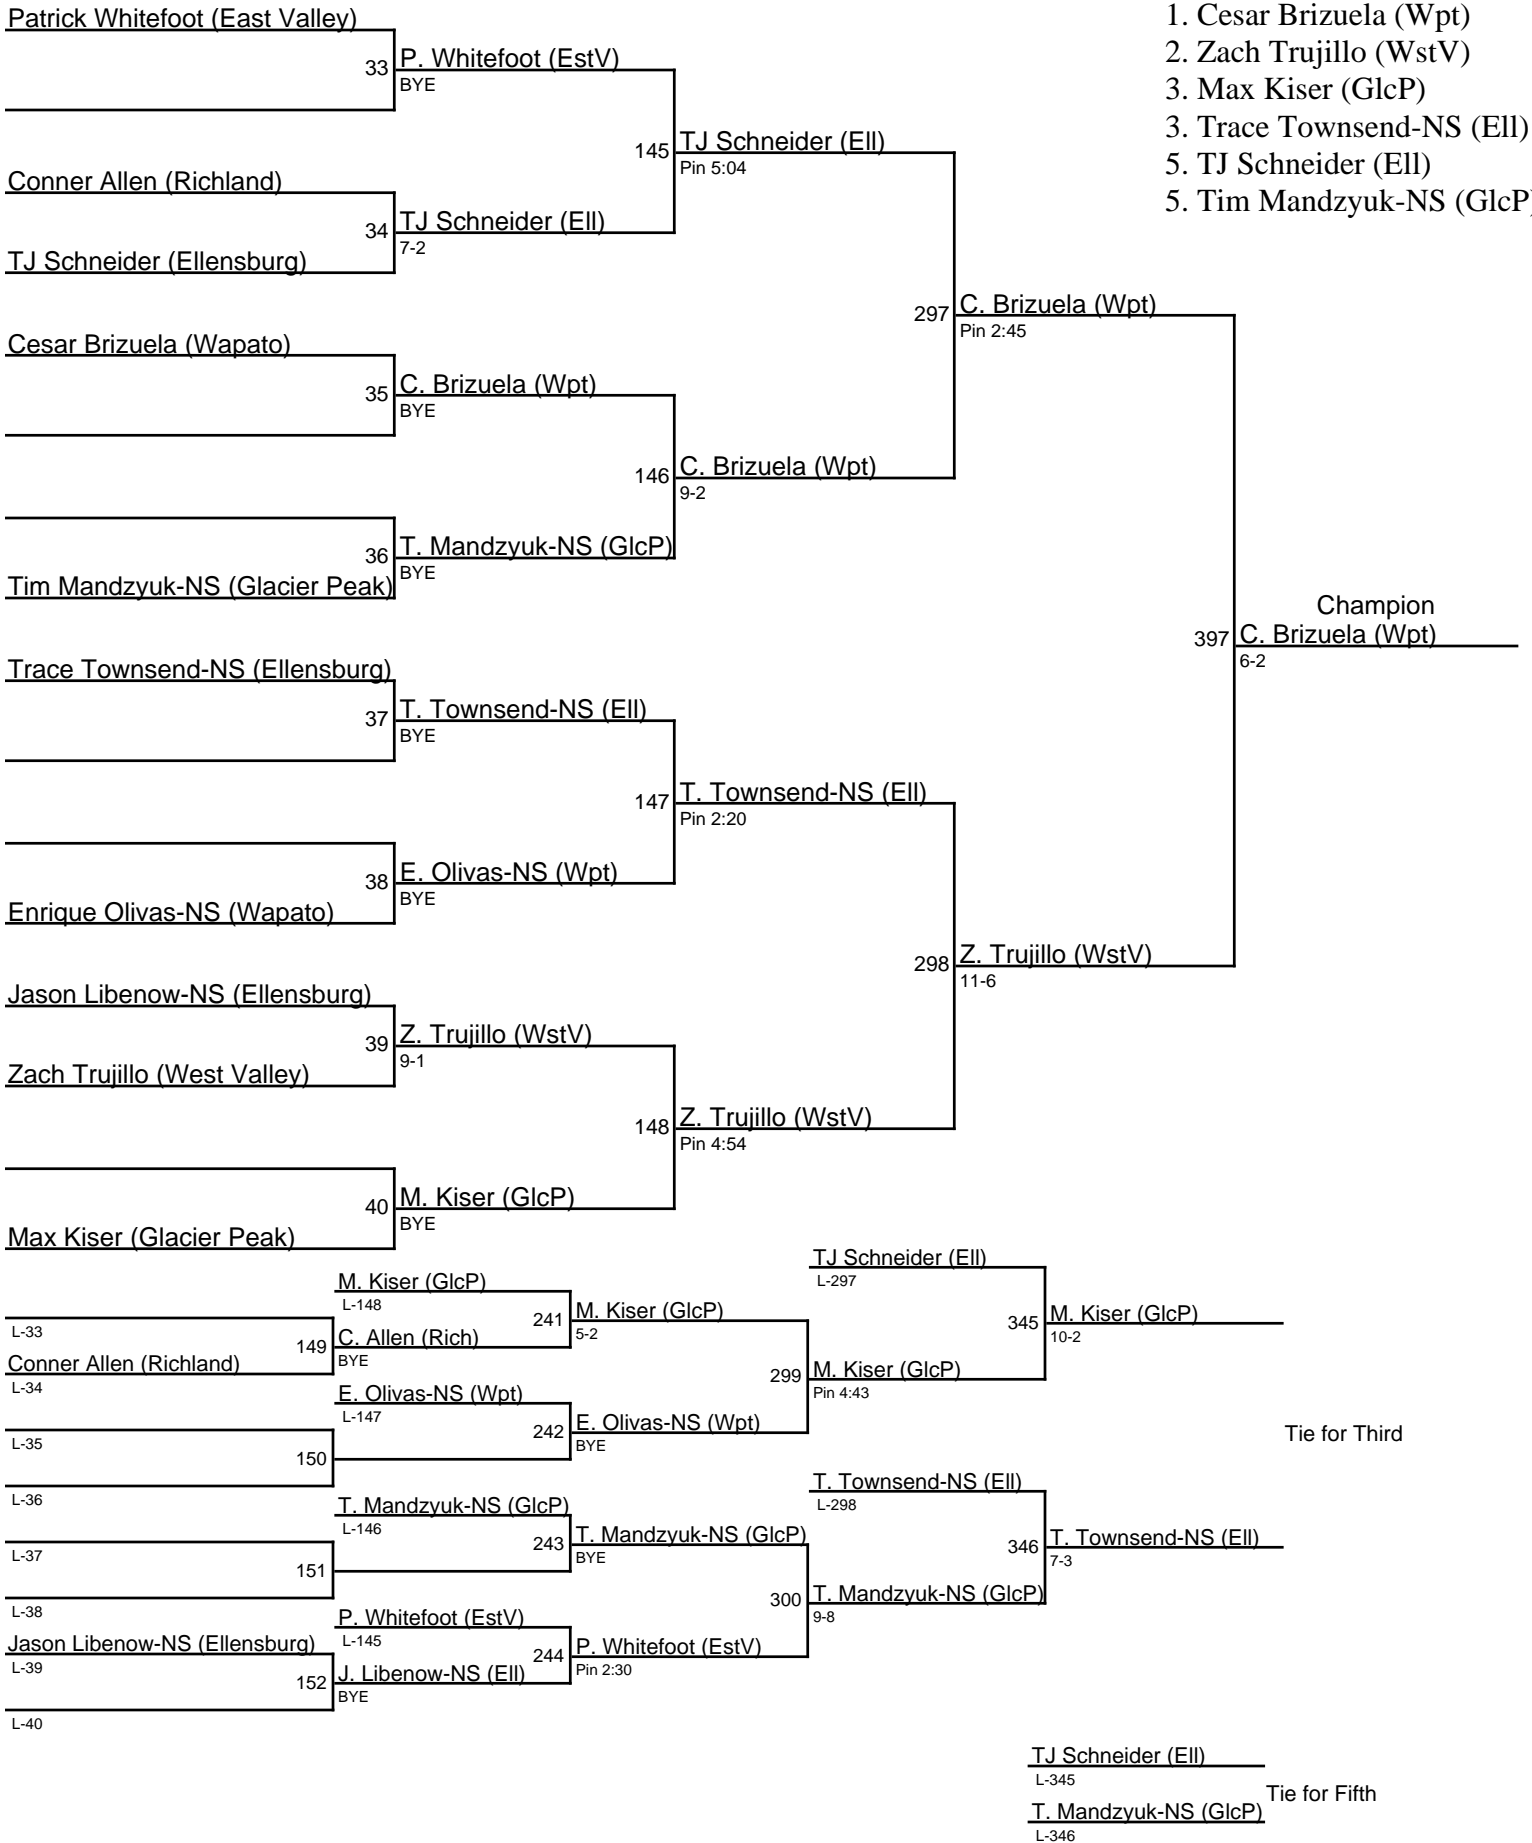 Patrick Whitefoot (East Valley)
33
P. Whitefoot (EstV)
BYE
145
TJ Schneider (Ell)
Pin 5:04
Conner Allen (Richland)
34
TJ Schneider (Ell)
7-2
TJ Schneider (Ellensburg)
297
C. Brizuela (Wpt)
Pin 2:45
Cesar Brizuela (Wapato)
35
C. Brizuela (Wpt)
BYE
146
C. Brizuela (Wpt)
9-2
36
T. Mandzyuk-NS (GlcP)
BYE
Tim Mandzyuk-NS (Glacier Peak)
Champion
397
C. Brizuela (Wpt)
6-2
Trace Townsend-NS (Ellensburg)
37
T. Townsend-NS (Ell)
BYE
147
T. Townsend-NS (Ell)
Pin 2:20
38
E. Olivas-NS (Wpt)
BYE
Enrique Olivas-NS (Wapato)
298
Z. Trujillo (WstV)
11-6
Jason Libenow-NS (Ellensburg)
39
Z. Trujillo (WstV)
9-1
Zach Trujillo (West Valley)
148
Z. Trujillo (WstV)
Pin 4:54
40
M. Kiser (GlcP)
BYE
Max Kiser (Glacier Peak)
1. Cesar Brizuela (Wpt)
2. Zach Trujillo (WstV)
3. Max Kiser (GlcP)
3. Trace Townsend-NS (Ell)
5. TJ Schneider (Ell)
5. Tim Mandzyuk-NS (GlcP)
L-33
Conner Allen (Richland)
L-34
149
M. Kiser (GlcP)
L-148
C. Allen (Rich)
BYE
241
M. Kiser (GlcP)
5-2
L-35
L-36
150
E. Olivas-NS (Wpt)
L-147
242
E. Olivas-NS (Wpt)
BYE
299
M. Kiser (GlcP)
Pin 4:43
TJ Schneider (Ell)
L-297
345
M. Kiser (GlcP)
10-2
Tie for Third
L-37
L-38
151
T. Mandzyuk-NS (GlcP)
L-146
243
T. Mandzyuk-NS (GlcP)
BYE
Jason Libenow-NS (Ellensburg)
L-39
L-40
152
P. Whitefoot (EstV)
L-145
J. Libenow-NS (Ell)
BYE
244
P. Whitefoot (EstV)
Pin 2:30
300
T. Mandzyuk-NS (GlcP)
9-8
T. Townsend-NS (Ell)
L-298
346
T. Townsend-NS (Ell)
7-3
TJ Schneider (Ell)
L-345
Tie for Fifth
T. Mandzyuk-NS (GlcP)
L-346